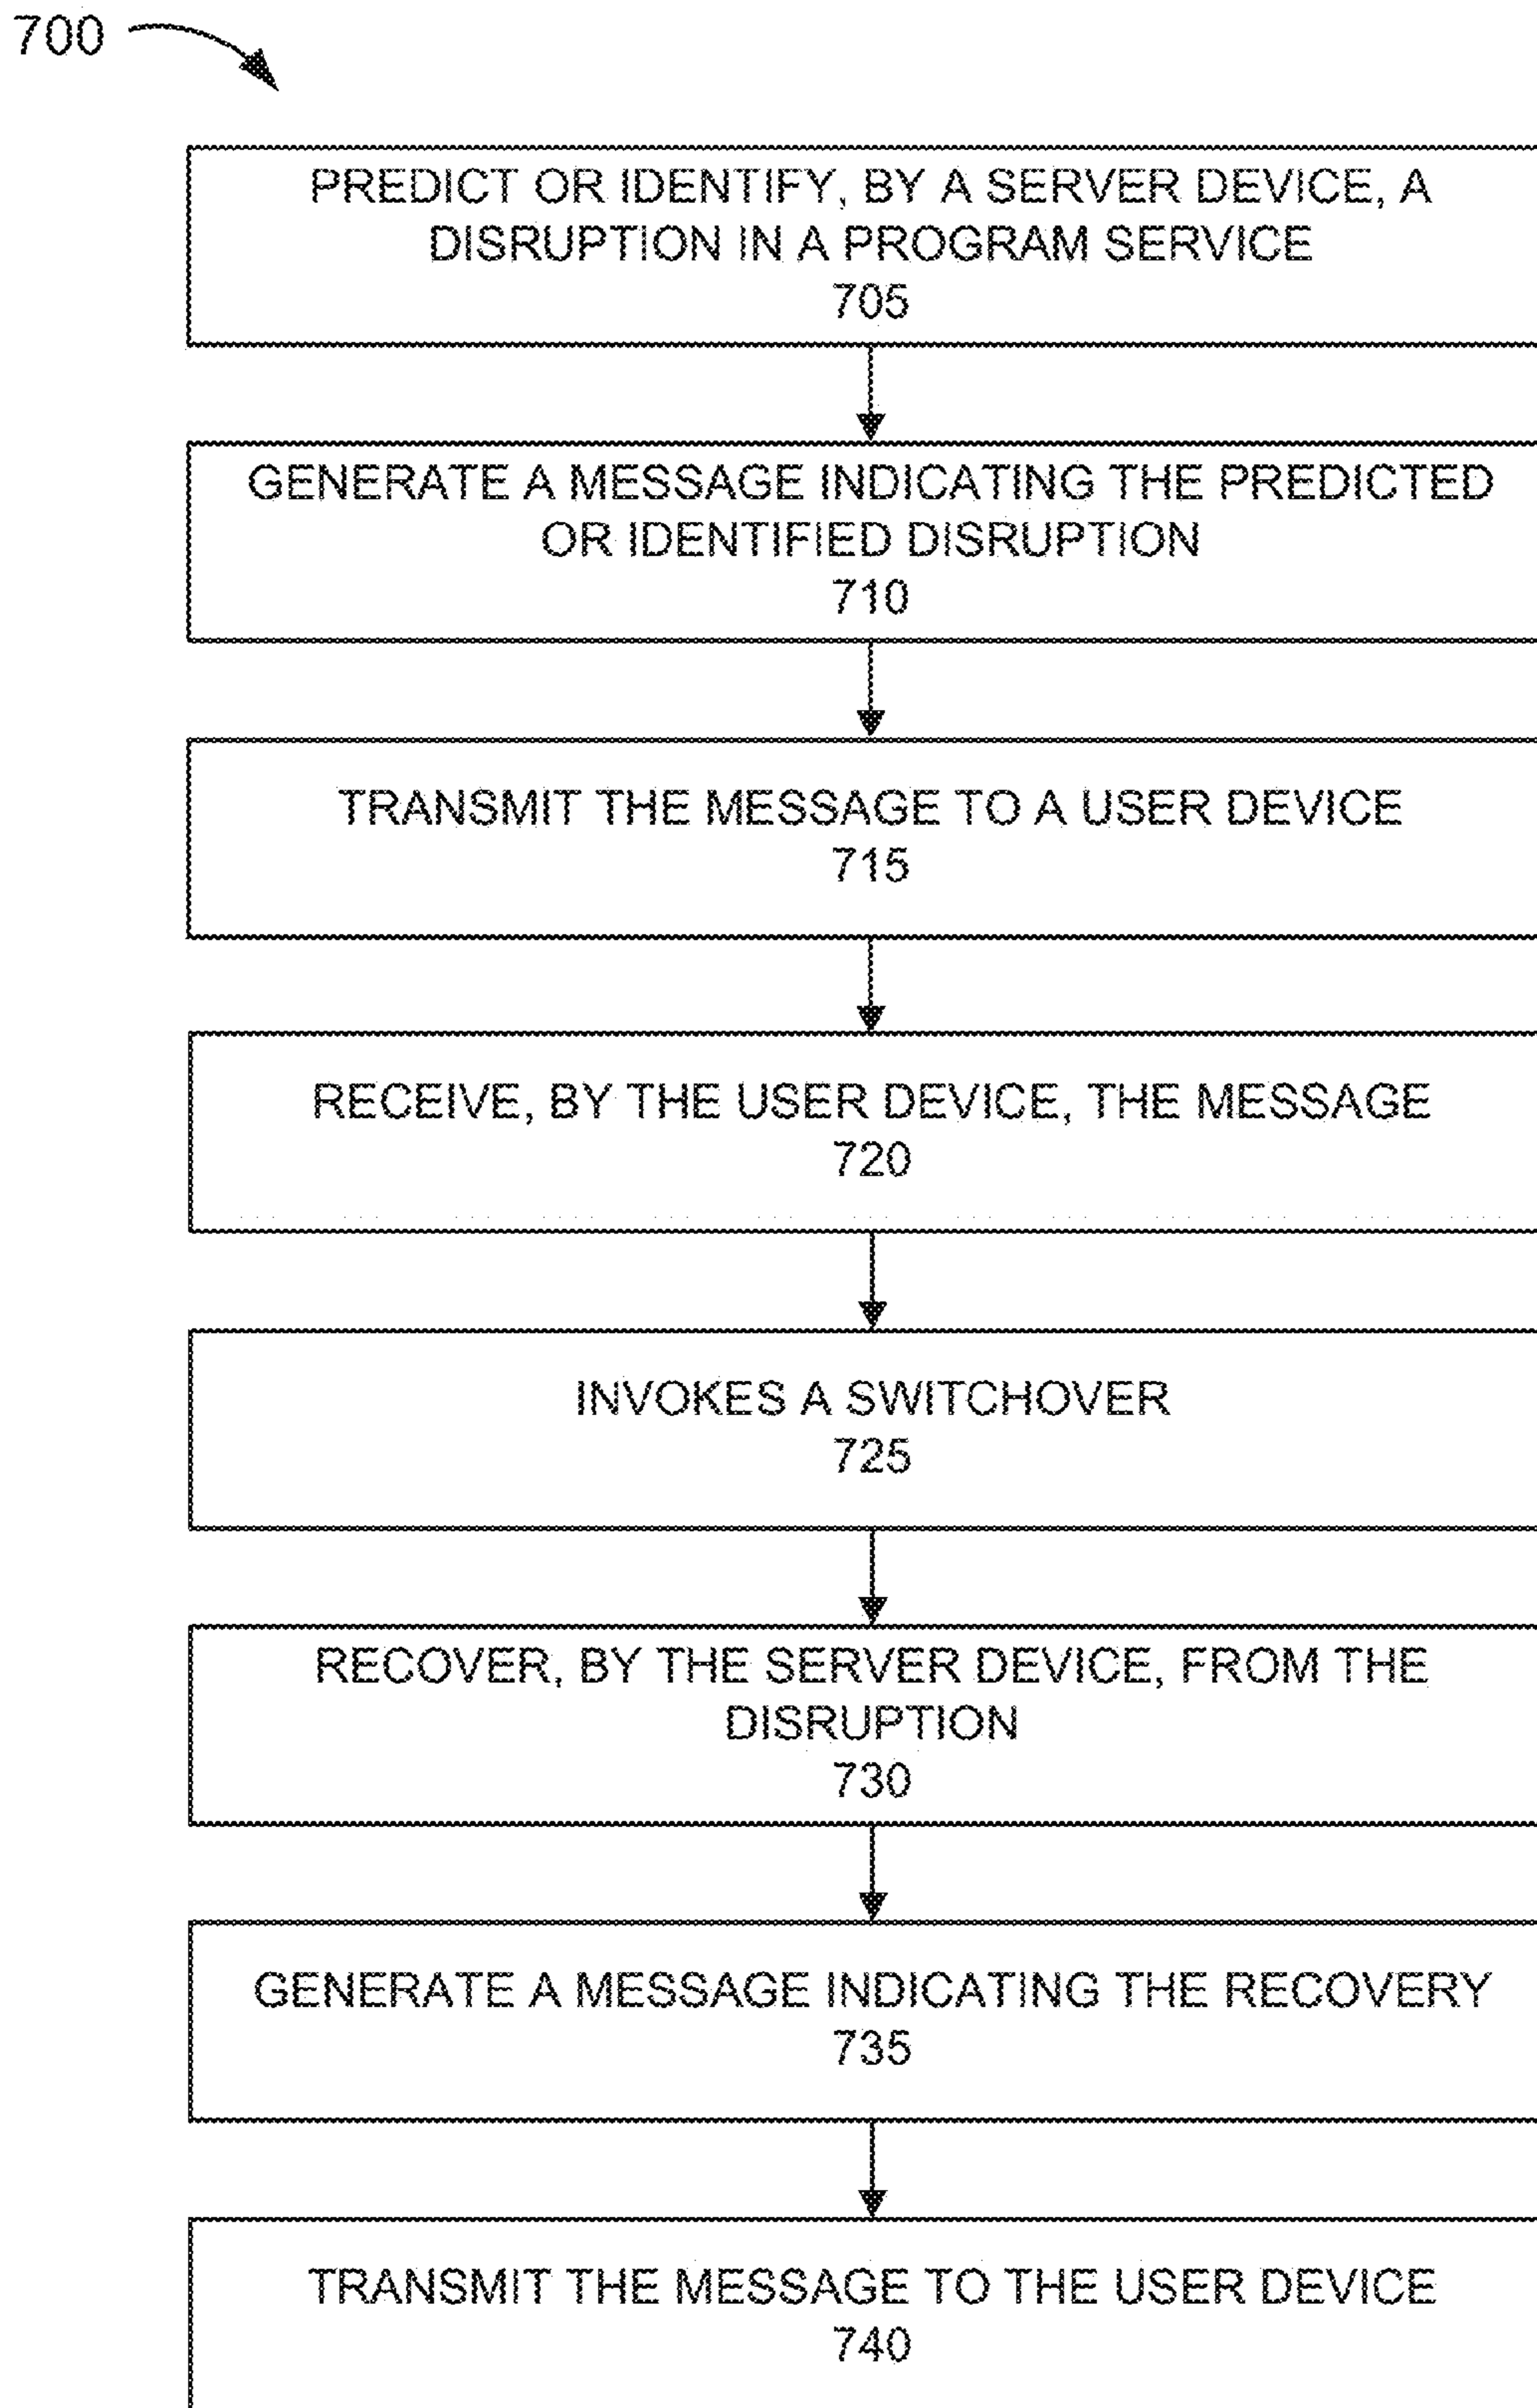 700
PREDICT OR IDENTIFY, BY A SERVER DEVICE, A
DISRUPTION IN A PROGRAM SERVICE
705
GENERATE A MESSAGE INDICATING THE PREDICTED
OR IDENTIFIED DISRUPTION
710
TRANSMIT THE MESSAGE TO A USER DEVICE
715
RECEIVE, BY THE USER DEVICE, THE MESSAGE
720
INVOKES A SWITCHOVER
725
RECOVER, BY THE SERVER DEVICE, FROM THE
DISRUPTION
730
GENERATE A MESSAGE INDICATING THE RECOVERY
735
TRANSMIT THE MESSAGE TO THE USER DEVICE
740